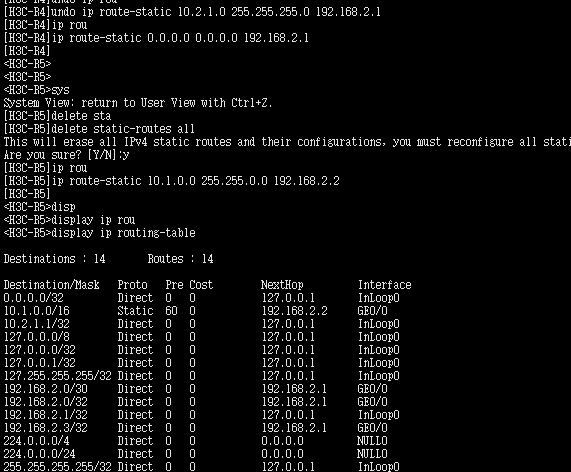 [H3C-R4]undo ip rou
[H3C-R4]undo ip route-static 10.2.1.0 255.255.255.0 192.168.2.1
[H3C-R4]ip rou
[H3C-R4]ip route-static 0.0.0.0 0.0.0.0 192.168.2.1
[H3C-R4]
<H3C-R5>
<H3C-R5>
<H3C-R5>sys
System View: return to User View with Ctrl+Z.
[H3C-R5]delete sta
[H3C-R5]delete static-routes all
This will erase all IPv4 static routes and their configurations, you must reconfigure all stati
Are you sure? [Y/N]:y
[H3C-R5]ip rou
[H3C-R5]ip route-static 10.1.0.0 255.255.0.0 192.168.2.2
[H3C-R5]
<H3C-R5>disp
<H3C-R5>display ip rou
<H3C-R5>display ip routing-table
Destinations : 14 Routes : 14
Destination/Mask Proto Pre Cost NextHop Interface
0.0.0.0/32 Direct 0 0 127.0.0.1 InLoop0
10.1.0.0/16 Static 60 0 192.168.2.2 GE0/0
10.2.1.1/32 Direct 0 0 127.0.0.1 InLoop0
127.0.0.0/8 Direct 0 0 127.0.0.1 InLoop0
127.0.0.0/32 Direct 0 0 127.0.0.1 InLoop0
127.0.0.1/32 Direct 0 0 127.0.0.1 InLoop0
127.255.255.255/32 Direct 0 0 127.0.0.1 InLoop0
192.168.2.0/30 Direct 0 0 192.168.2.1 GE0/0
192.168.2.0/32 Direct 0 0 192.168.2.1 GE0/0
192.168.2.1/32 Direct 0 0 127.0.0.1 InLoop0
192.168.2.3/32 Direct 0 0 192.168.2.1 GE0/0
224.0.0.0/4 Direct 0 0 0.0.0.0 NULL0
224.0.0.0/24 Direct 0 0 0.0.0.0 NULL0
255.255.255.255/32 Direct 0 0 127.0.0.1 InLoop0